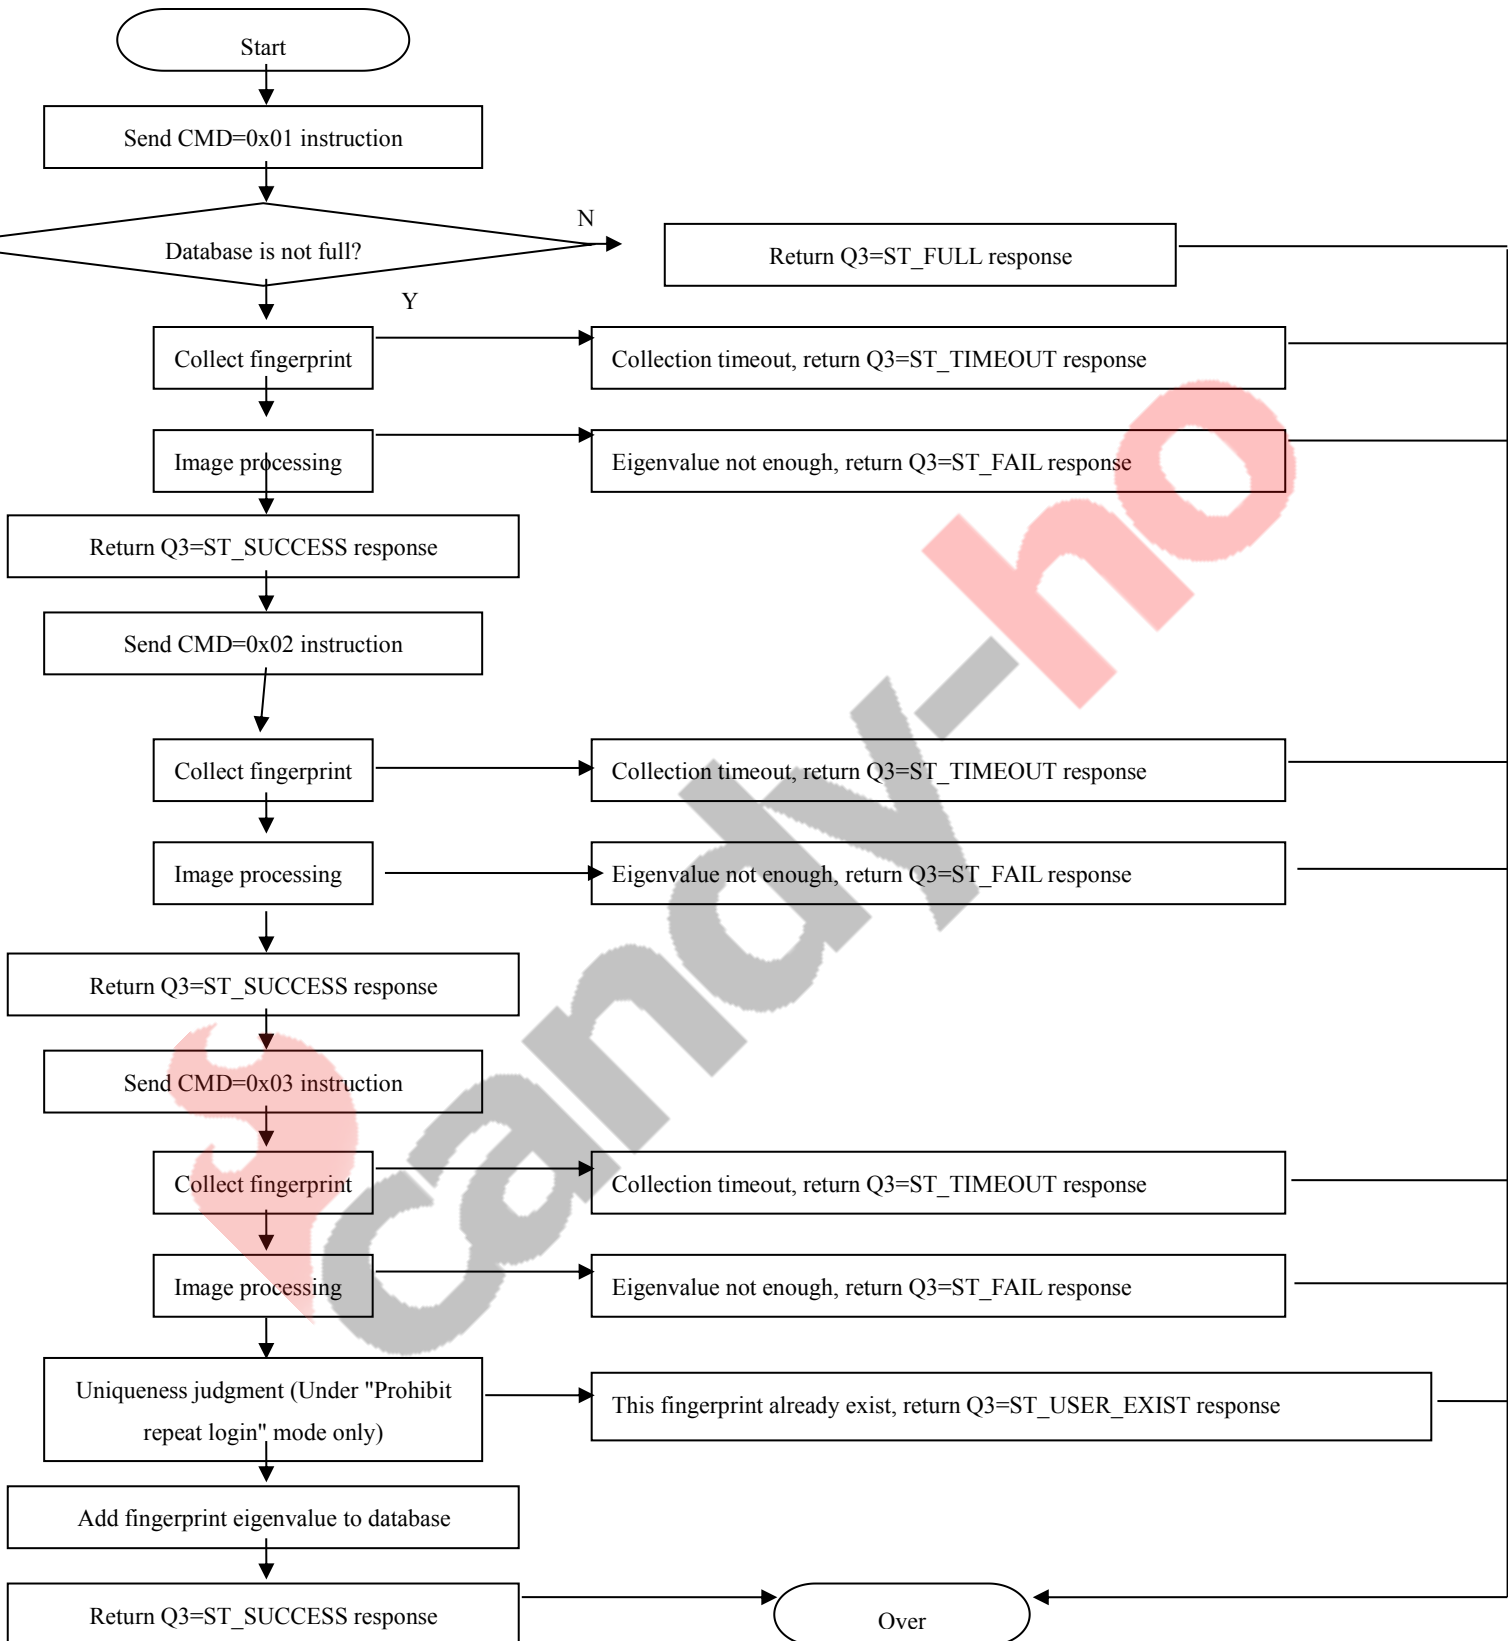 Start
Send CMD=0x01 instruction
N
Database is not full?
Return Q3=ST_FULL response
Y
Collect fingerprint
Collection timeout, return Q3=ST_TIMEOUT response
Image processing
Eigenvalue not enough, return Q3=ST_FAIL response
Return Q3=ST_SUCCESS response
Send CMD=0x02 instruction
Collect fingerprint
Collection timeout, return Q3=ST_TIMEOUT response
Image processing
Eigenvalue not enough, return Q3=ST_FAIL response
Return Q3=ST_SUCCESS response
Send CMD=0x03 instruction
Collect fingerprint
Collection timeout, return Q3=ST_TIMEOUT response
Image processing
Eigenvalue not enough, return Q3=ST_FAIL response
Uniqueness judgment (Under "Prohibit
repeat login" mode only)
This fingerprint already exist, return Q3=ST_USER_EXIST response
Add fingerprint eigenvalue to database
Return Q3=ST_SUCCESS response
Over
candy-ho